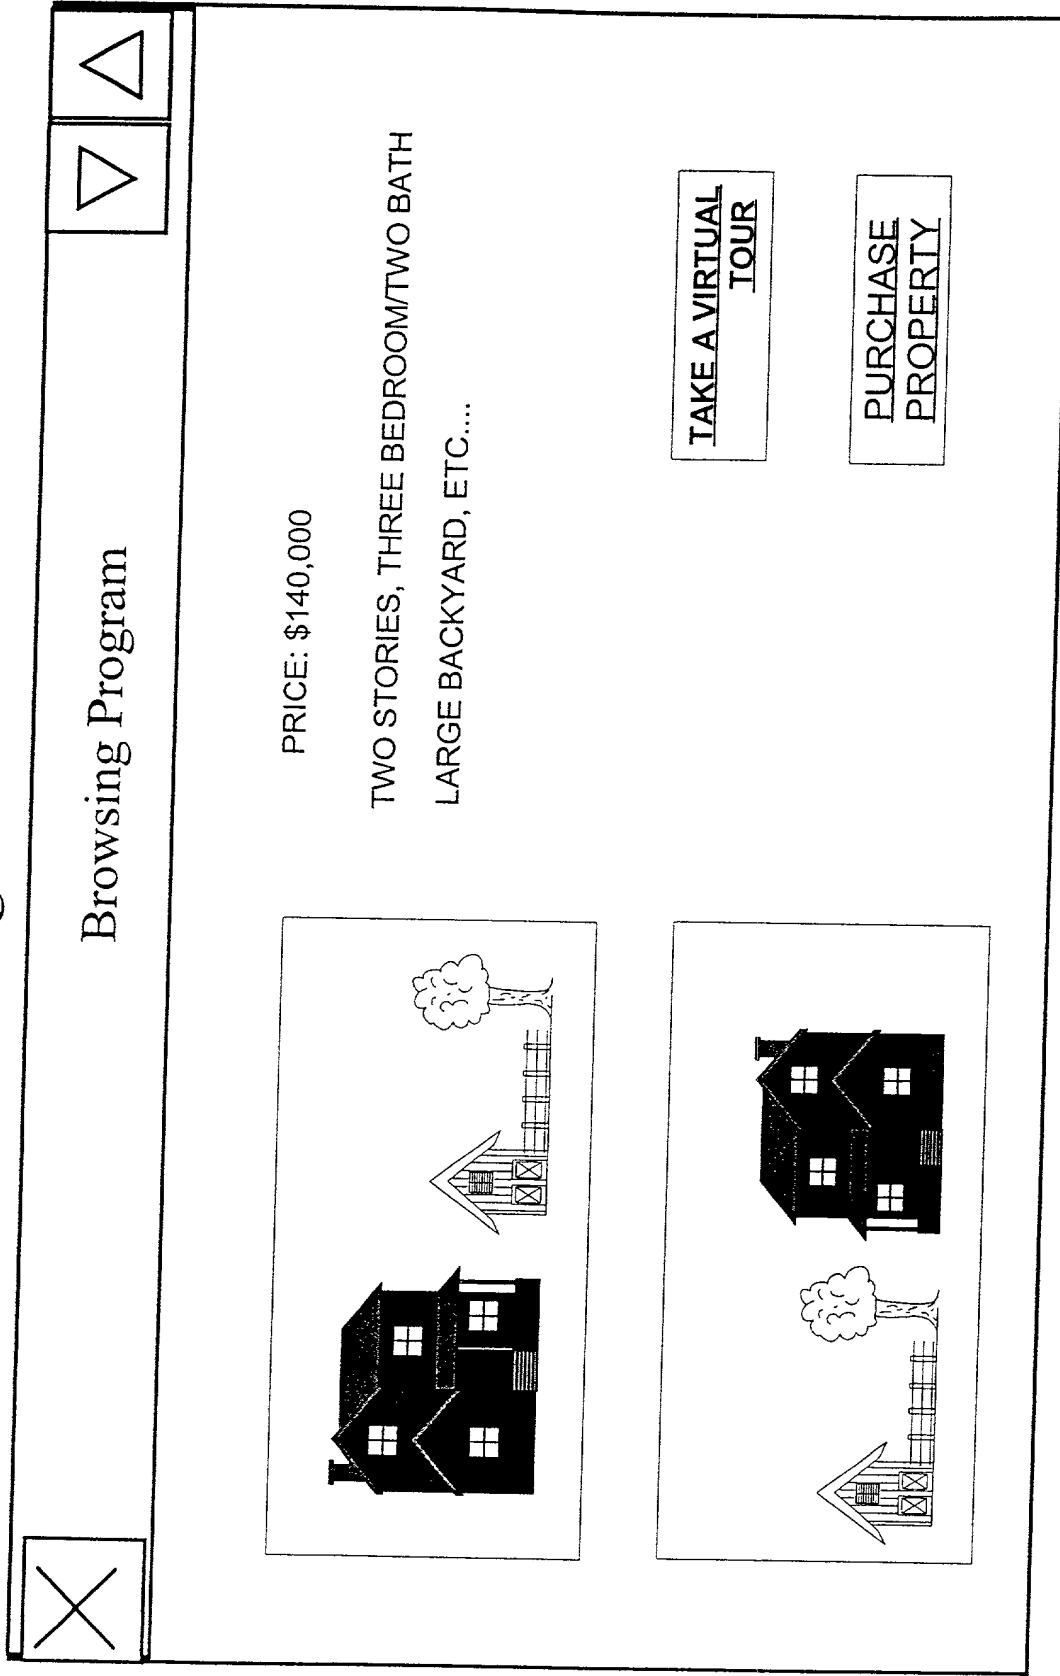 Browsing Program
PRICE: $140,000
TWO STORIES, THREE BEDROOM/TWO BATH
LARGE BACKYARD, ETC....
TAKE A VIRTUAL
TOUR
PURCHASE
PROPERTY